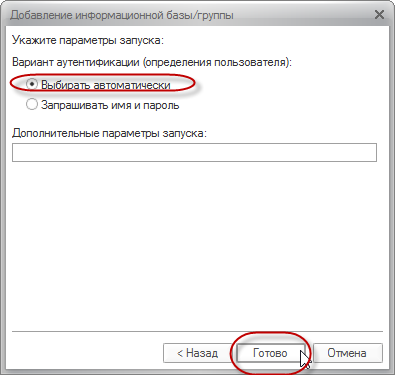 Добавление информационной базы/группы
Укажите параметры запуска:
Вариант аутентификации (определения пользователя):
Выбирать автоматически
Запрашивать имя и пароль
Дополнительные параметры запуска:
< Назад Готово Отмена